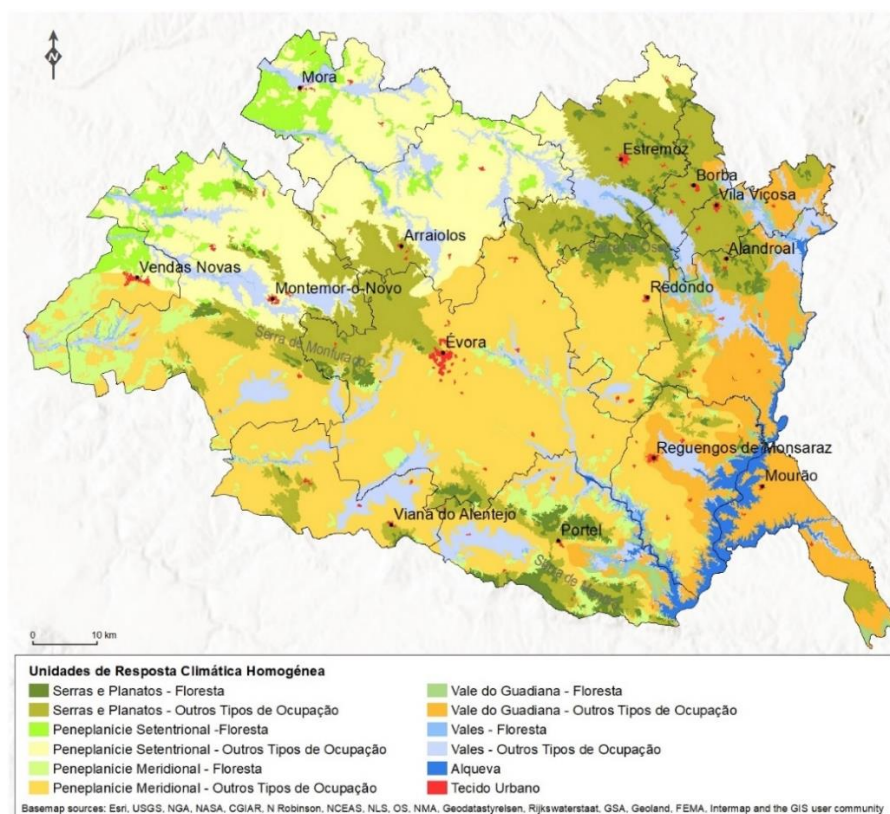 N
Mora
Estremoz
Borba
Vila Viçosa
Arraiolos
Alandroal
Vendas Novas
Montemor-o-Novo
Redondo
Serra de Monfurado
Évora
Reguengos de Monsaraz
Mourão
Viana do Alentejo
Portel
Serra de
0 10 km
Unidades de Resposta Climática Homogénea
Serras e Planatos - Floresta
Serras e Planatos - Outros Tipos de Ocupação
Peneplanície Setentrional -Floresta
Peneplanície Setentrional - Outros Tipos de Ocupação
Peneplanície Meridional - Floresta
Peneplanície Meridional - Outros Tipos de Ocupação
Vale do Guadiana - Floresta
Vale do Guadiana - Outros Tipos de Ocupação
Vales - Floresta
Vales - Outros Tipos de Ocupação
Alqueva
Tecido Urbano
Basemap sources: Esri, USGS, NGA, NASA, CGIAR, N Robinson, NCEAS, NLS, OS, NMA, Geodatastyrelsen, Rijkswaterstaat, GSA, Geoland, FEMA, Intermap and the GIS user community